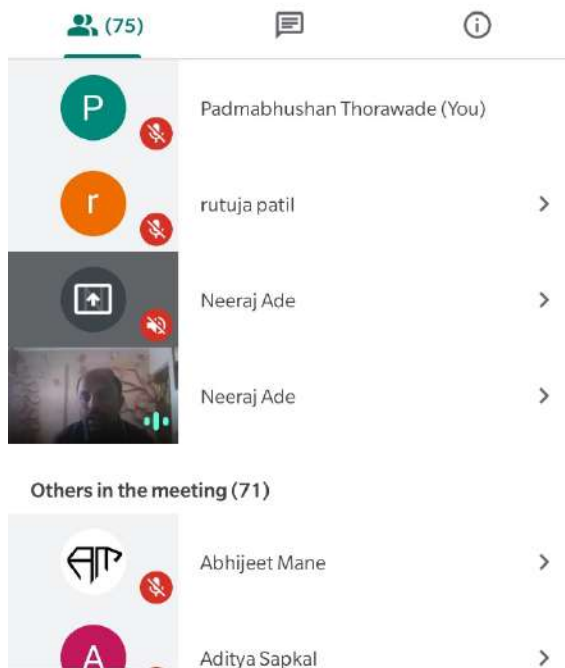 (75)
P
Padmabhushan Thorawade (You)
r
rutuja patil
Neeraj Ade
Neeraj Ade
Others in the meeting (71)
AM
Abhijeet Mane
A
Aditya Sapkal